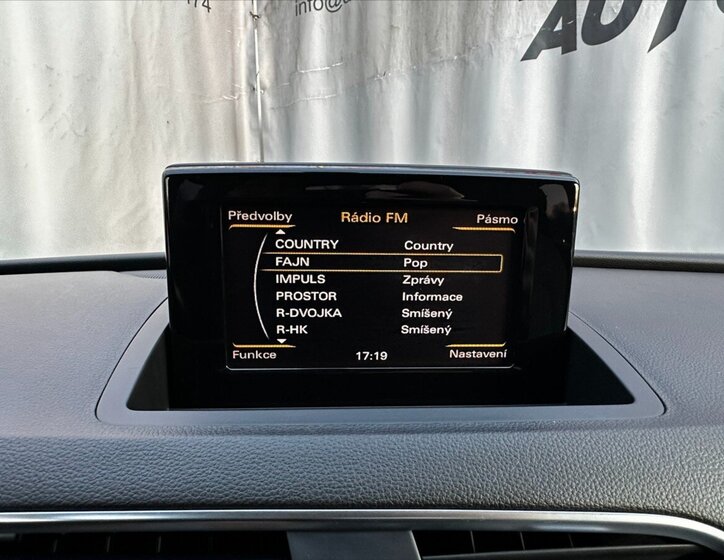 AUTO
Předvolby Rádio FM Pásmo
COUNTRY Country
FAJN Pop
IMPULS Zprávy
PROSTOR Informace
R-DVOJKA Smíšený
R-HK Smíšený
Funkce 17:19 Nastavení